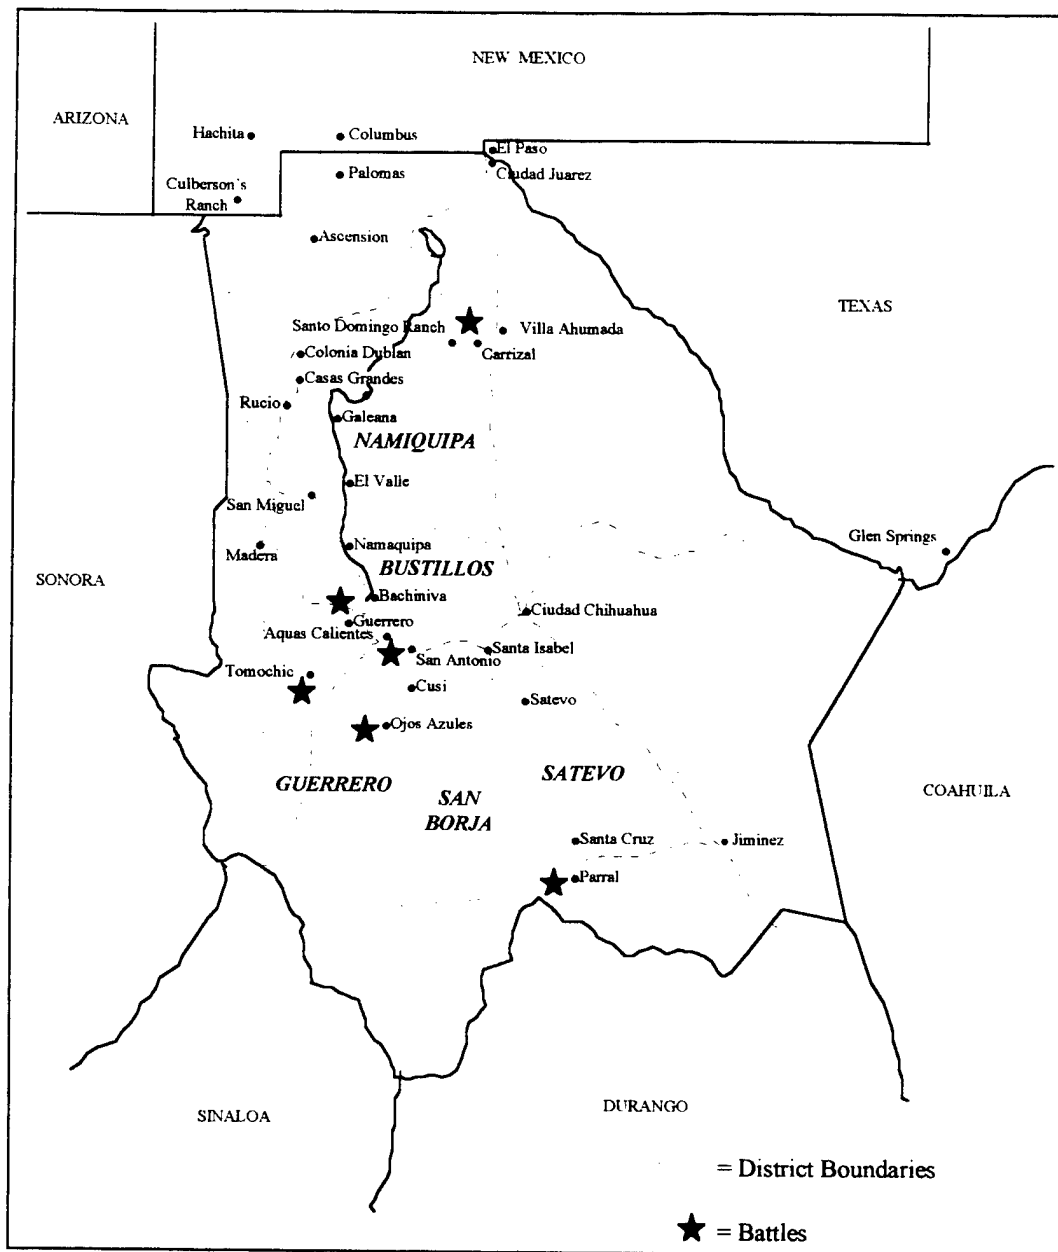 NEW MEXICO
ARIZONA
Hachita
Columbus
El Paso
Ciudad Juarez
Palomas
Culberson's
Ranch
Ascension
TEXAS
Santo Domingo Ranch
Villa Ahumada
Carrizal
Colonia Dublan
Casas Grandes
Rucio
Galeana
NAMIQUIPA
El Valle
San Miguel
Glen Springs
Madera
Namaquipa
BUSTILLOS
SONORA
Bachiniva
Ciudad Chihuahua
Guerrero
Aquas Calientes
San Antonio
Santa Isabel
Tomochic
Cusi
Satevo
Ojos Azules
GUERRERO
SATEVO
SAN
BORJA
COAHUILA
Santa Cruz
Jiminez
Parral
SINALOA
DURANGO
= District Boundaries
= Battles